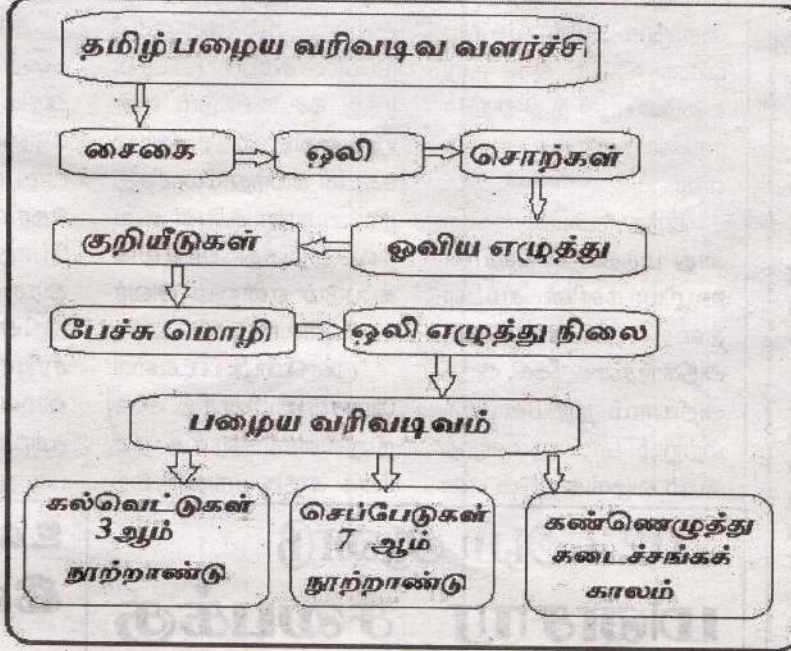 தமிழ் பழைய வரிவடிவ வளர்ச்சி
சைகை
ஒலி
சொற்கள்
ஓவிய எழுத்து
குறியீடுகள்
பேச்சு மொழி
ஒலி எழுத்து நிலை
பழைய வரிவடிவம்
கல்வெட்டுகள்
3ஆம்
நூற்றாண்டு
செப்பேடுகள்
7 ஆம்
நூற்றாண்டு
கண்ணெழுத்து
கடைச்சங்கக்
காலம்